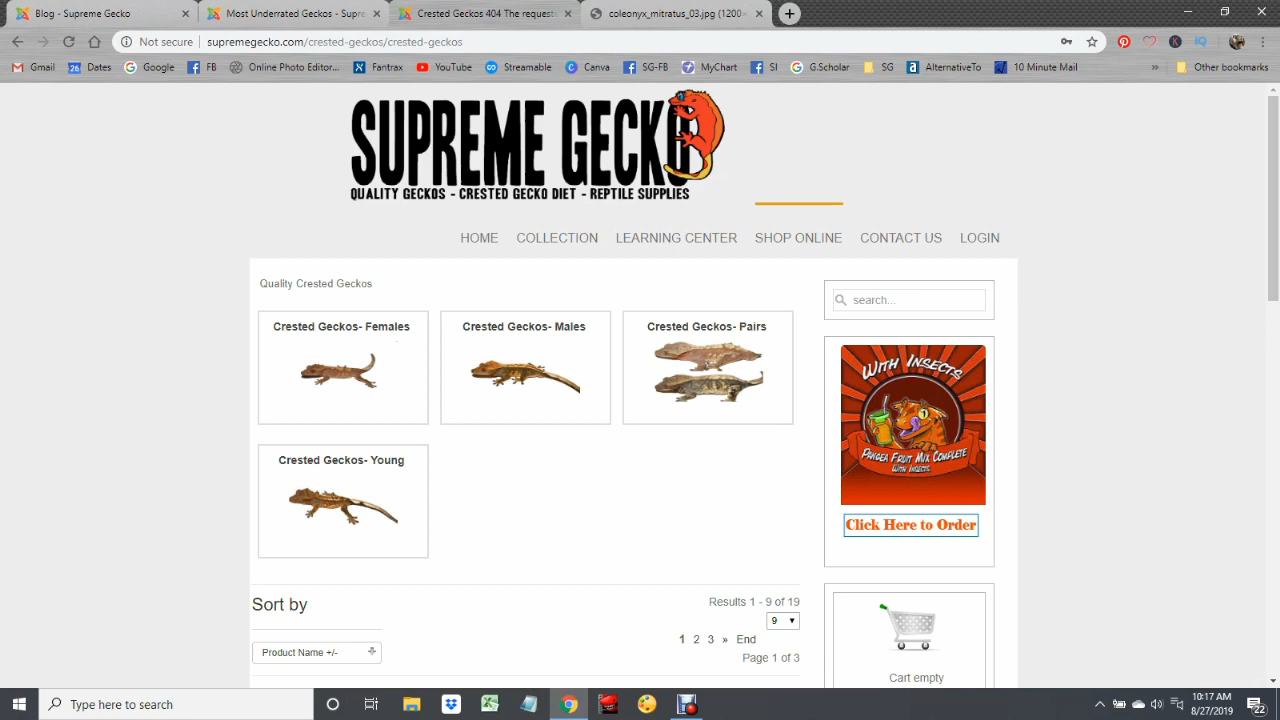 Blog - Supreme Gecko
Most Underrated Geckos - Supre
Crested Geckos 404 The requeste
coleonyx_mitratus_03.jpg (1200×
Not secure
supremegecko.com/crested-geckos/crested-geckos
Gmail
26 Dates
Google
FB
Online Photo Editor...
Fantrax
YouTube
Streamable
Canva
SG-FB
MyChart
SI
G.Scholar
SG
AlternativeTo
10 Minute Mail
»
Other bookmarks
SUPREME GECKO
QUALITY GECKOS - CRESTED GECKO DIET - REPTILE SUPPLIES
HOME COLLECTION LEARNING CENTER SHOP ONLINE CONTACT US LOGIN
Quality Crested Geckos
search...
Crested Geckos- Females
Crested Geckos- Males
Crested Geckos- Pairs
Crested Geckos- Young
WITH INSECTS
PANGEA FRUIT MIX COMPLETE
WITH INSECTS
Click Here to Order
Sort by
Product Name +/-
Results 1 - 9 of 19
9
1 2 3 » End
Page 1 of 3
Cart empty
Type here to search
10:17 AM
8/27/2019
22